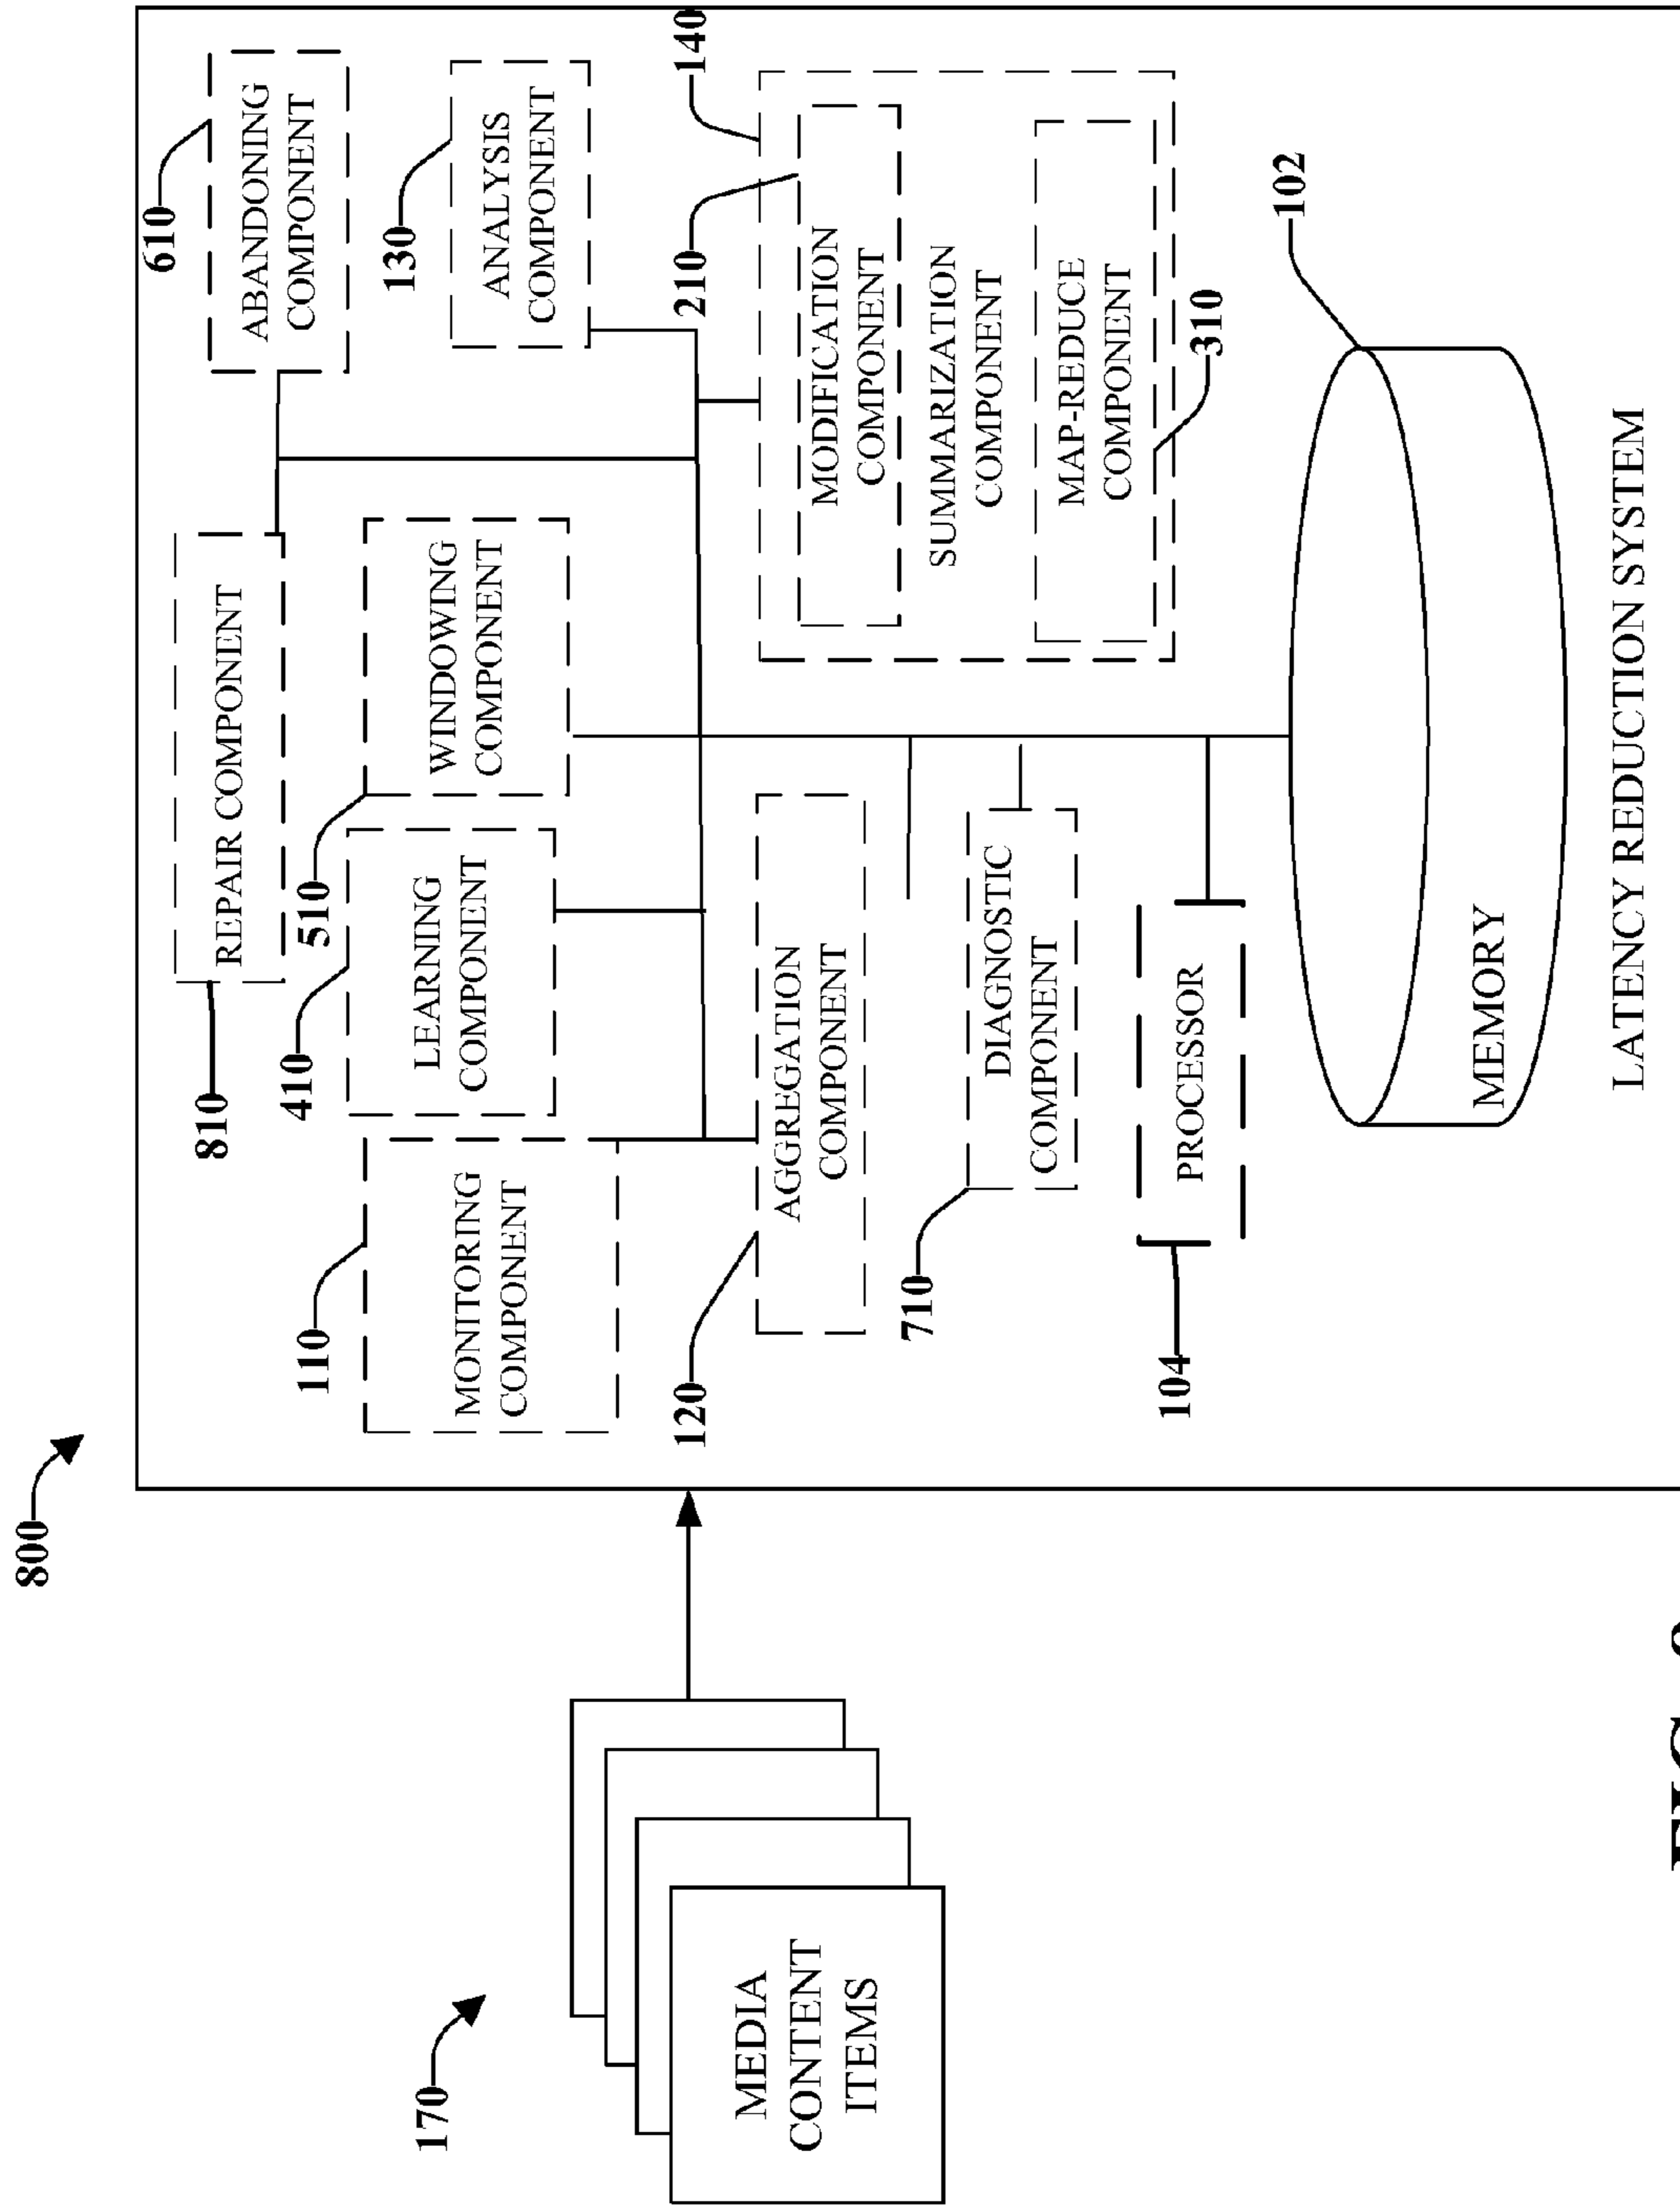 800
170
MEDIA
CONTENT
ITEMS
810
REPAIR COMPONENT
610
ABANDONING
COMPONENT
110
MONITORING
COMPONENT
410
LEARNING
COMPONENT
510
WINDOWING
COMPONENT
130
ANALYSIS
COMPONENT
120
AGGREGATION
COMPONENT
210
140
MODIFICATION
COMPONENT
SUMMARIZATION
COMPONENT
MAP-REDUCE
COMPONENT
310
710
DIAGNOSTIC
COMPONENT
104
PROCESSOR
102
MEMORY
LATENCY REDUCTION SYSTEM